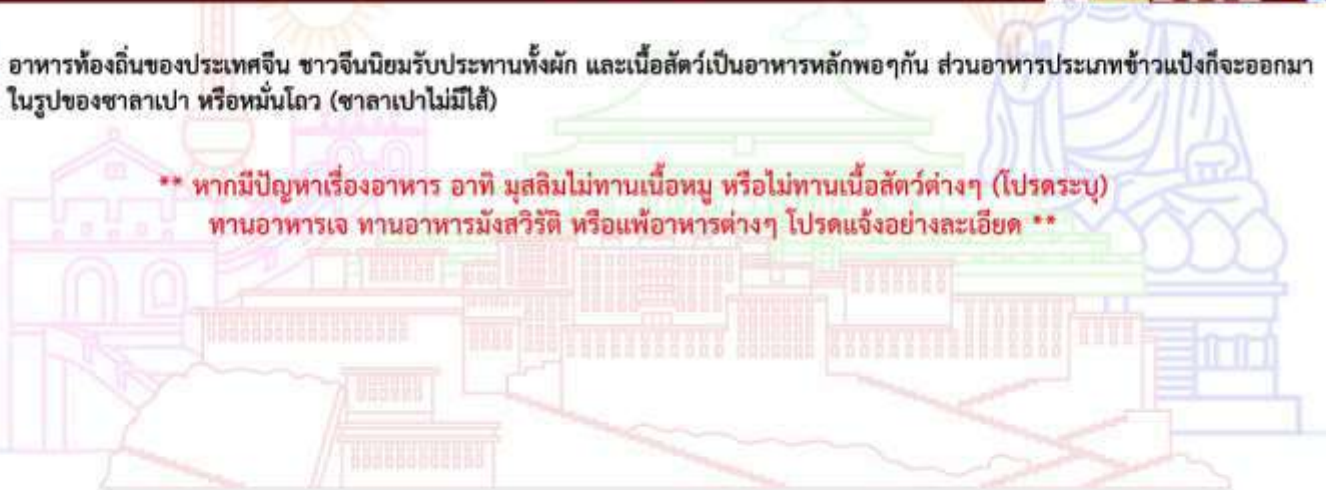 อาหารท้องถิ่นของประเทศจีน ชาวจีนนิยมรับประทานทั้งผัก และเนื้อสัตว์เป็นอาหารหลักพอๆกัน ส่วนอาหารประเภทข้าวแป้งก็จะออกมา
ในรูปของซาลาเปา หรือหมั่นโถว (ซาลาเปาไม่มีไส้)
** หากมีปัญหาเรื่องอาหาร อาทิ มุสลิมไม่ทานเนื้อหมู หรือไม่ทานเนื้อสัตว์ต่างๆ (โปรดระบุ)
ทานอาหารเจ ทานอาหารมังสวิรัติ หรือแพ้อาหารต่างๆ โปรดแจ้งอย่างละเอียด **